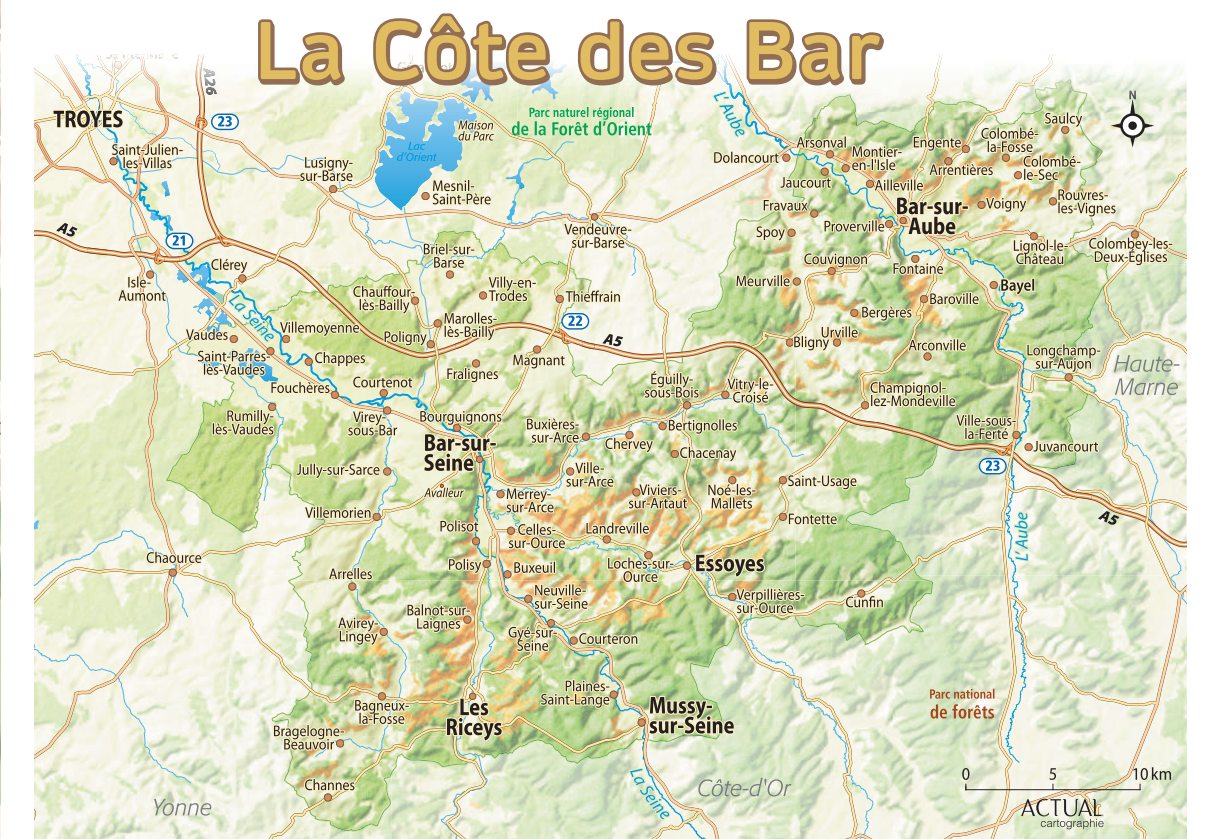 La Côte des Bar
A26
23
TROYES
Saint-Julien-
les-Villas
Lusigny-
sur-Barse
Lac
d'Orient
Maison
du Parc
Parc naturel régional
de la Forêt d'Orient
Mesnil-
Saint-Père
Vendeuvre-
sur-Barse
L'Aube
Dolancourt
Arsonval
Montier-
en-l'Isle
Jaucourt
Ailleville
Engente
Arrentières
Colombé-
la-Fosse
Saulcy
Colombé-
le-Sec
Rouvres-
les-Vignes
Voigny
Fravaux
Spoy
Proverville
Bar-sur-
Aube
N
Lignol-le-
Château
Colombey-les-
Deux-Églises
Couvignon
Fontaine
Meurville
Bayel
Baroville
Bergères
Urville
Bligny
Arconville
Longchamp-
sur-Aujon
Haute-
Marne
Champignol-
lez-Mondeville
Ville-sous-
la-Ferté
Juvancourt
23
A5
L'Aube
A5
21
Isle-
Aumont
Clérey
La Seine
Briel-sur-
Barse
Villy-en-
Trodes
Chauffour-
lès-Bailly
Thieffrain
Marolles-
lès-Bailly
Poligny
22
A5
Magnant
Villemoyenne
Vaudes
Saint-Parres-
lès-Vaudes
Chappes
Fouchères
Courtenot
Fralignes
Rumilly-
lès-Vaudes
Virey-
sous-Bar
Bourguignons
Bar-sur-
Seine
Éguilly-
sous-Bois
Vitry-le-
Croisé
Buxières-
sur-Arce
Chervey
Bertignolles
Chacenay
Jully-sur-Sarce
Avalleur
Ville-
sur-Arce
Merrey-
sur-Arce
Viviers-
sur-Artaut
Noé-les-
Mallets
Saint-Usage
Fontette
Villemorien
Polisot
Celles-
sur-Ource
Landreville
Loches-sur-
Ource
Essoyes
Chaource
Arrelles
Polisy
Buxeuil
Neuville-
sur-Seine
Verpillières-
sur-Ource
Cunfin
Avirey-
Lingey
Balnot-sur-
Laignes
Gyé-sur-
Seine
Courteron
Plaines-
Saint-Lange
Mussy-
sur-Seine
Bagneux-
la-Fosse
Les
Riceys
Bragelogne-
Beauvoir
Channes
Yonne
La Seine
Côte-d'Or
Parc national
de forêts
0 5 10 km
ACTUAL
cartographie